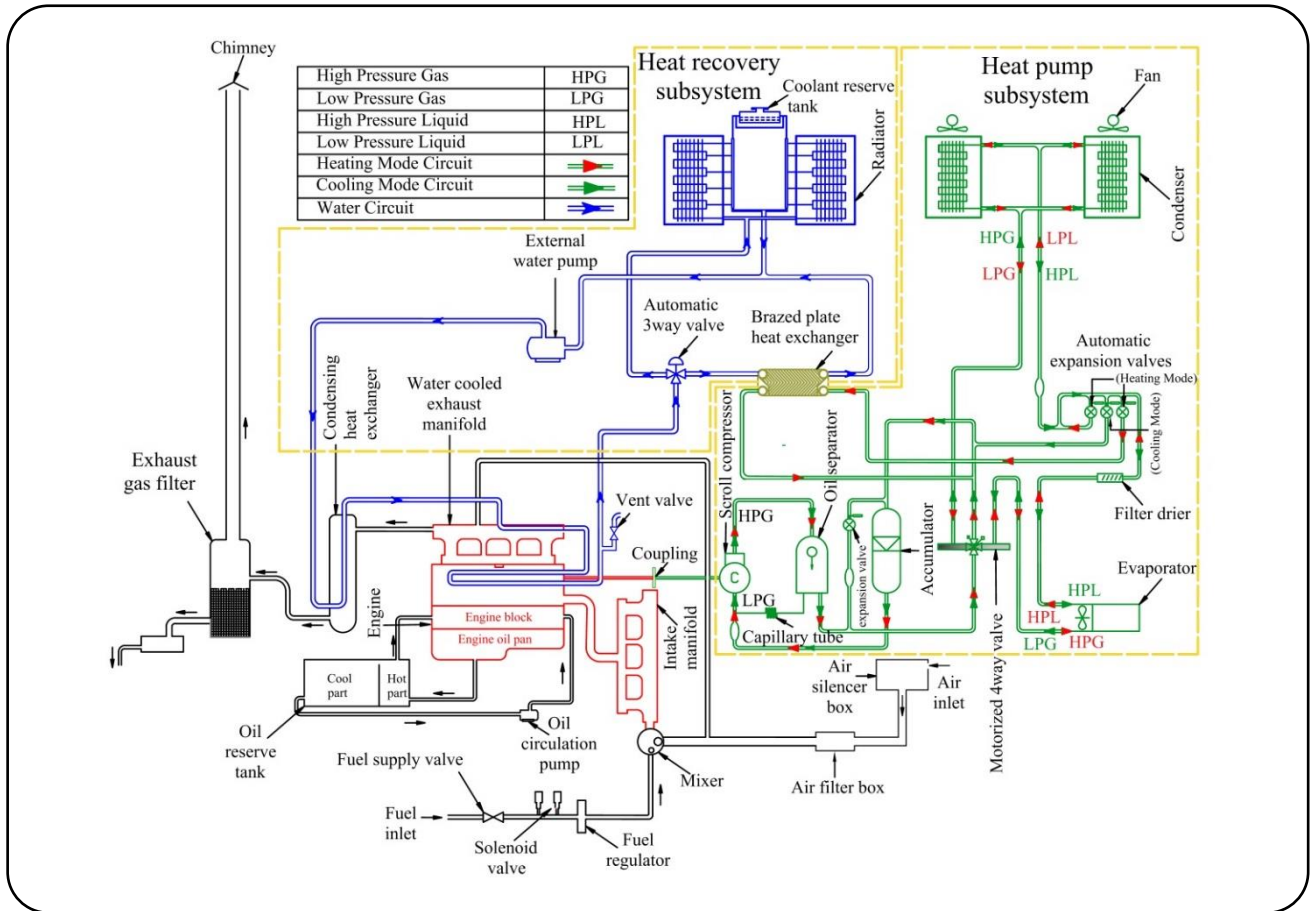 Chimney
High Pressure Gas HPG
Low Pressure Gas LPG
High Pressure Liquid HPL
Low Pressure Liquid LPL
Heating Mode Circuit
Cooling Mode Circuit
Water Circuit
Heat recovery
subsystem
Coolant reserve
tank
Radiator
Heat pump
subsystem
Fan
Condenser
HPG
LPL
LPG
HPL
External
water pump
Automatic
3way valve
Brazed plate
heat exchanger
Automatic
expansion valves
(Heating Mode)
(Cooling Mode)
Condensing
heat
exchanger
Water cooled
exhaust
manifold
Exhaust
gas filter
Vent valve
Coupling
Scroll compressor
HPG
Oil separator
C
LPG
Capillary tube
expansion valve
Accumulator
Filter drier
Motorized 4way valve
Evaporator
HPL
HPL
LPG
HPG
Engine
Engine block
Engine oil pan
Intake
manifold
Cool
part
Hot
part
Oil
reserve
tank
Oil
circulation
pump
Air
silencer
box
Air
inlet
Mixer
Air filter box
Fuel supply valve
Fuel
inlet
Solenoid
valve
Fuel
regulator